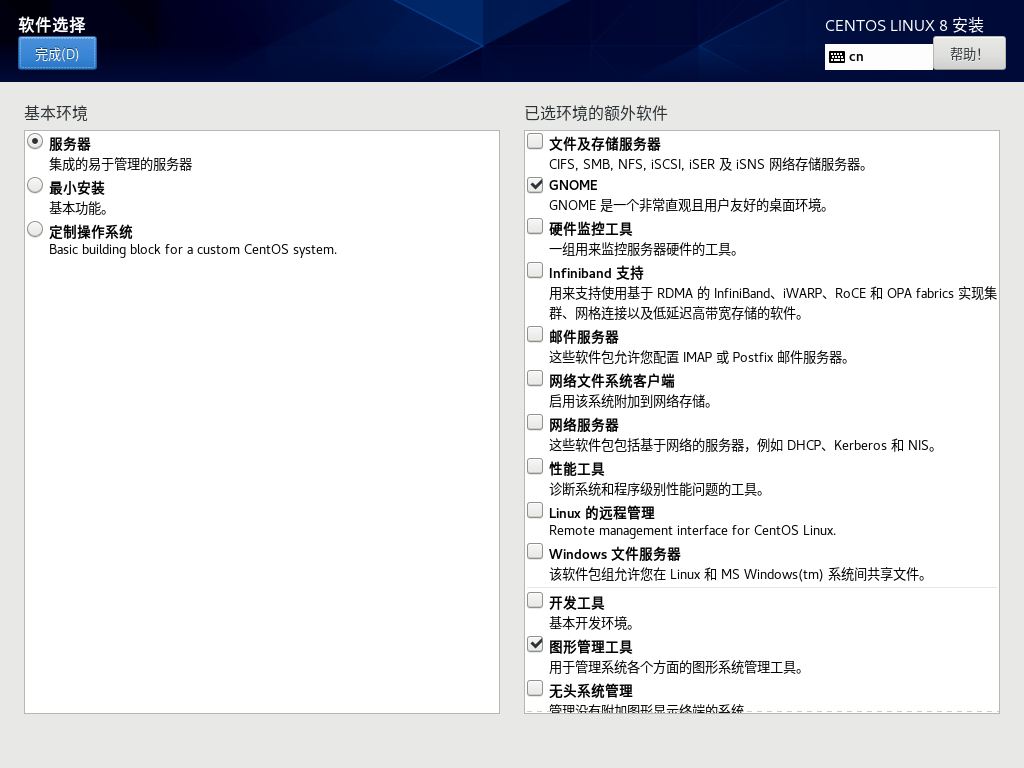 软件选择
完成(D)
CENTOS LINUX 8 安装
cn
帮助！
基本环境
服务器
集成的易于管理的服务器
最小安装
基本功能。
定制操作系统
Basic building block for a custom CentOS system.
已选环境的额外软件
文件及存储服务器
CIFS, SMB, NFS, iSCSI, iSER 及 iSNS 网络存储服务器。
GNOME
GNOME 是一个非常直观且用户友好的桌面环境。
硬件监控工具
一组用来监控服务器硬件的工具。
Infiniband 支持
用来支持使用基于 RDMA 的 InfiniBand、iWARP、RoCE 和 OPA fabrics 实现集
群、网格连接以及低延迟高带宽存储的软件。
邮件服务器
这些软件包允许您配置 IMAP 或 Postfix 邮件服务器。
网络文件系统客户端
启用该系统附加到网络存储。
网络服务器
这些软件包包括基于网络的服务器，例如 DHCP、Kerberos 和 NIS。
性能工具
诊断系统和程序级别性能问题的工具。
Linux 的远程管理
Remote management interface for CentOS Linux.
Windows 文件服务器
该软件包组允许您在 Linux 和 MS Windows(tm) 系统间共享文件。
开发工具
基本开发环境。
图形管理工具
用于管理系统各个方面的图形系统管理工具。
无头系统管理
管理没有附加图形显示终端的系统